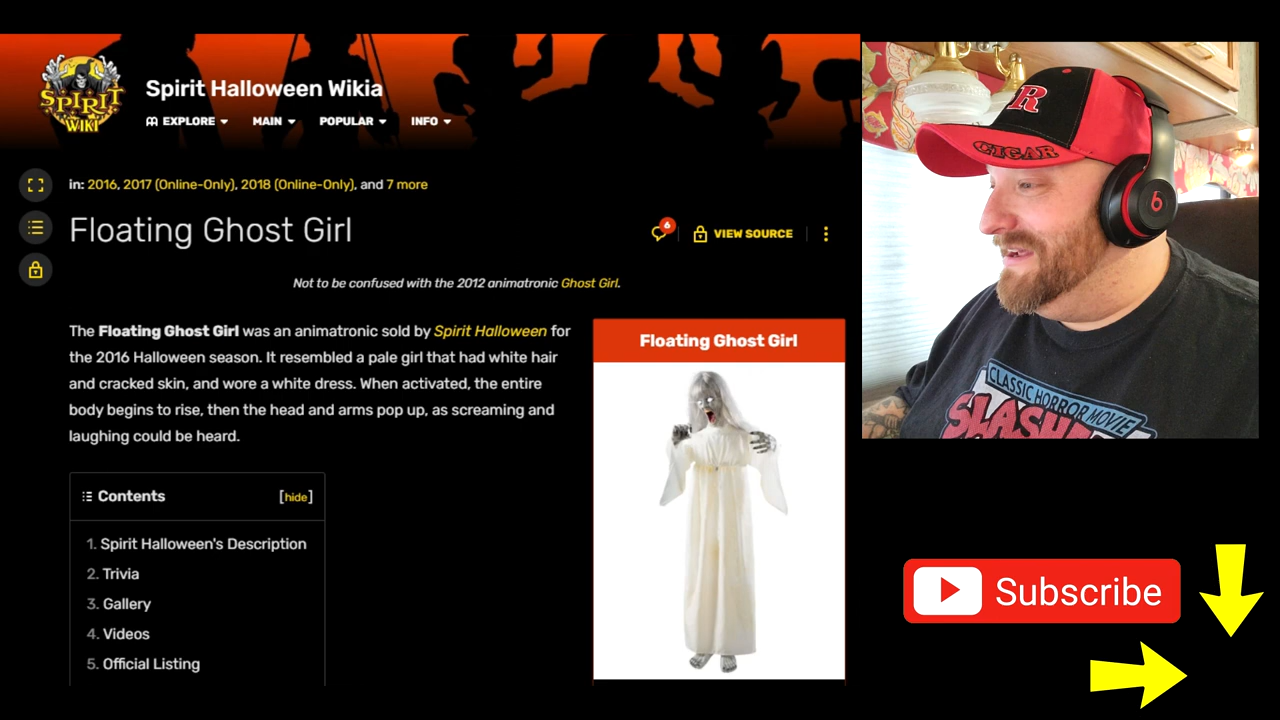 SPIRIT
WIKI
Spirit Halloween Wikia
EXPLORE MAIN POPULAR INFO
in: 2016, 2017 (Online-Only), 2018 (Online-Only), and 7 more
Floating Ghost Girl
6
VIEW SOURCE
Not to be confused with the 2012 animatronic Ghost Girl.
The Floating Ghost Girl was an animatronic sold by Spirit Halloween for
the 2016 Halloween season. It resembled a pale girl that had white hair
and cracked skin, and wore a white dress. When activated, the entire
body begins to rise, then the head and arms pop up, as screaming and
laughing could be heard.
Floating Ghost Girl
Contents [hide]
1. Spirit Halloween's Description
2. Trivia
3. Gallery
4. Videos
5. Official Listing
R
CIGAR
b
CLASSIC HORROR MOVIE
Subscribe